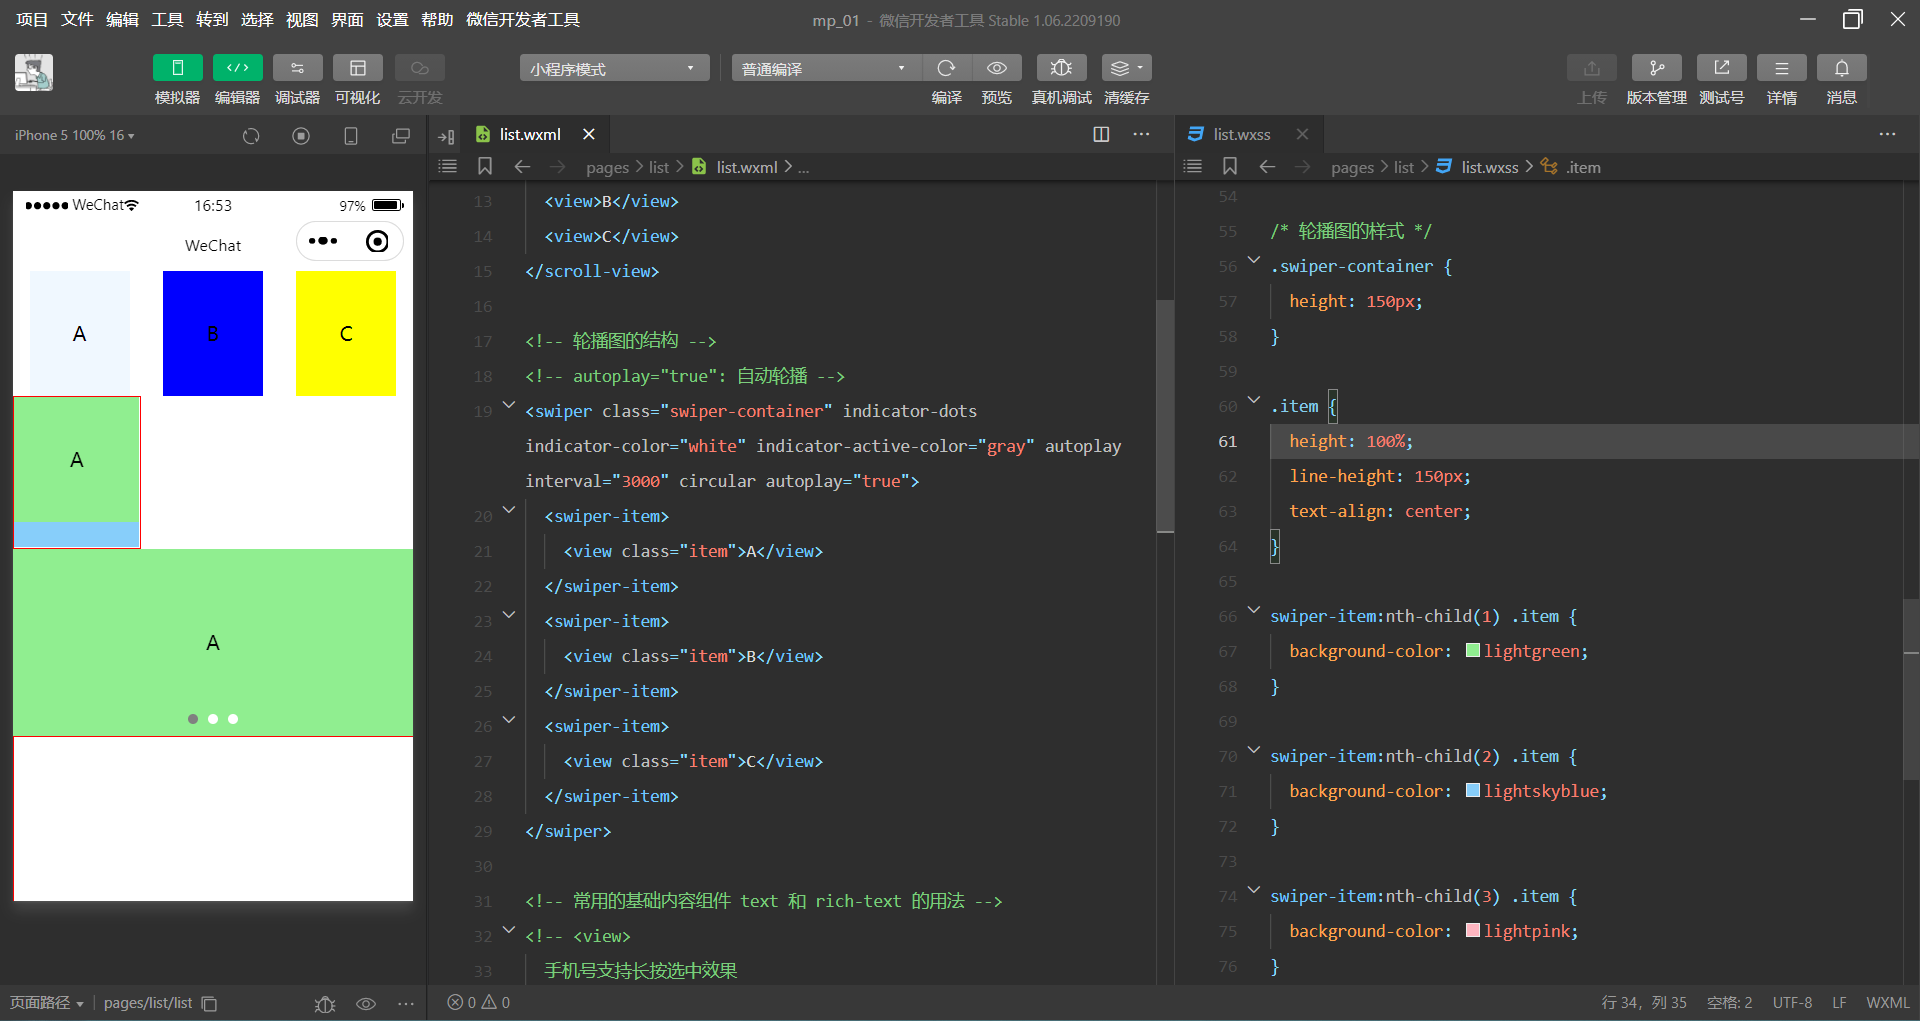 项目 文件 编辑 工具 转到 选择 视图 界面 设置 帮助 微信开发者工具
mp_01 - 微信开发者工具 Stable 1.06.2209190
小程序模式
普通编译
模拟器 编辑器 调试器 可视化 云开发
编译 预览 真机调试 清缓存
上传 版本管理 测试号 详情 消息
iPhone 5 100% 16
WeChat
16:53
97%
WeChat
A
B
C
A
A
页面路径 pages/list/list
list.wxml
pages > list > list.wxml > ...
13 <view>B</view>
14 <view>C</view>
15 </scroll-view>
16
17 <!-- 轮播图的结构 -->
18 <!-- autoplay="true": 自动轮播 -->
19 <swiper class="swiper-container" indicator-dots
indicator-color="white" indicator-active-color="gray" autoplay
interval="3000" circular autoplay="true">
20 <swiper-item>
21 <view class="item">A</view>
22 </swiper-item>
23 <swiper-item>
24 <view class="item">B</view>
25 </swiper-item>
26 <swiper-item>
27 <view class="item">C</view>
28 </swiper-item>
29 </swiper>
30
31 <!-- 常用的基础内容组件 text 和 rich-text 的用法 -->
32 <!-- <view>
33 手机号支持长按选中效果
list.wxss
pages > list > list.wxss > .item
54
55 /* 轮播图的样式 */
56 .swiper-container {
57 height: 150px;
58 }
59
60 .item {
61 height: 100%;
62 line-height: 150px;
63 text-align: center;
64 }
65
66 swiper-item:nth-child(1) .item {
67 background-color: lightgreen;
68 }
69
70 swiper-item:nth-child(2) .item {
71 background-color: lightskyblue;
72 }
73
74 swiper-item:nth-child(3) .item {
75 background-color: lightpink;
76 }
0 0
行 34，列 35 空格: 2 UTF-8 LF WXML